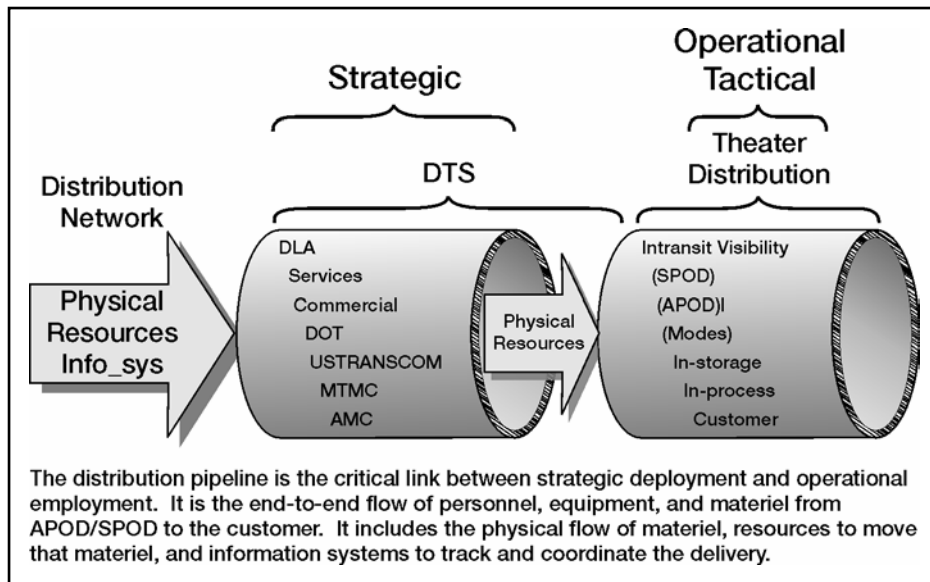 Operational
Tactical
Strategic
Theater
Distribution
DTS
Distribution
Network
Physical
Resources
Info_sys
DLA
Services
Commercial
DOT
USTRANSCOM
MTMC
AMC
Physical
Resources
Intransit Visibility
(SPOD)
(APOD)l
(Modes)
In-storage
In-process
Customer
The distribution pipeline is the critical link between strategic deployment and operational
employment. It is the end-to-end flow of personnel, equipment, and materiel from
APOD/SPOD to the customer. It includes the physical flow of materiel, resources to move
that materiel, and information systems to track and coordinate the delivery.